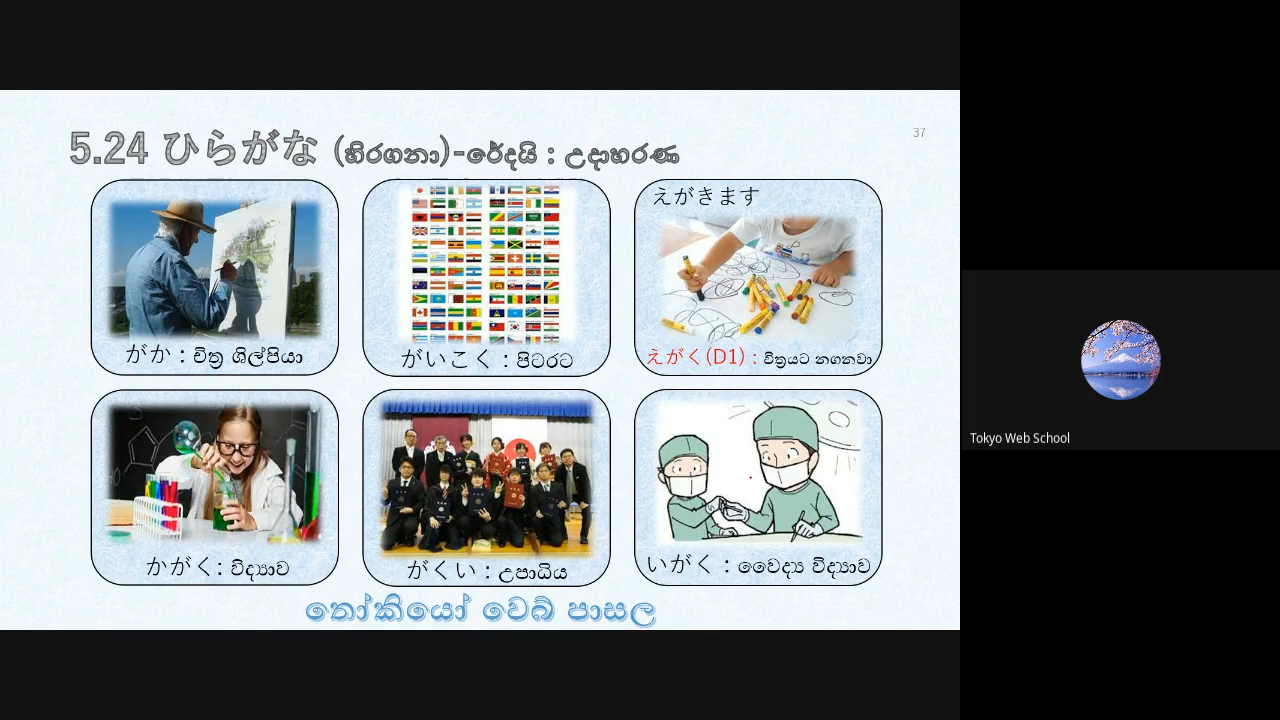 5.24 ひらがな (හිරගනා)-රේදයි : උදාහරණ
37
がか : චිත්‍ර ශිල්පියා
がいこく : පිටරට
えがきます
えがく(D1) : චිත්‍රයට නගනවා
かがく: විද්‍යාව
がくい : උපාධිය
いがく : වෛද්‍ය විද්‍යාව
තෝකියෝ වෙබ් පාසල
Tokyo Web School